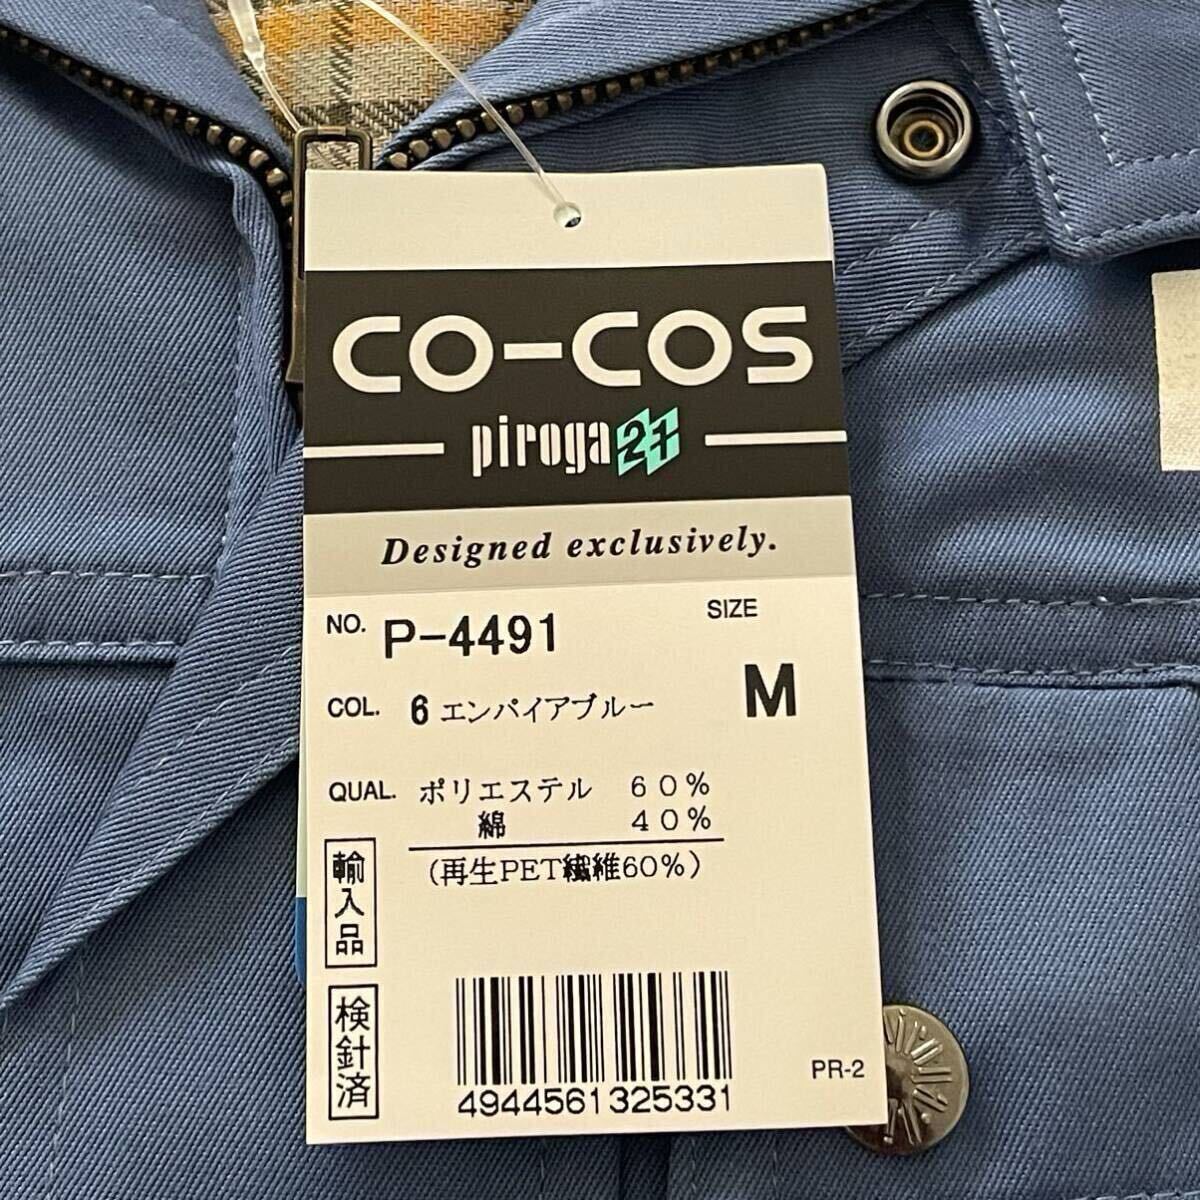 CO-COS
piroga21
Designed exclusively.
NO. P-4491
SIZE
M
COL. 6 エンパイアブルー
QUAL. ポリエステル 60%
綿 40%
(再生PET繊維60%)
輸入品
検針済
4944561325331
PR-2